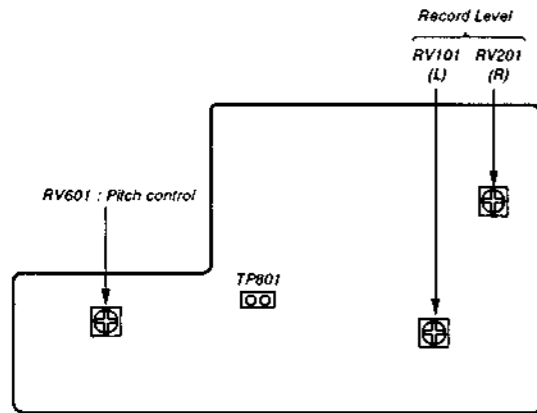 Record Level
RV101 RV201
(L) (R)
RV601 : Pitch control
TP801